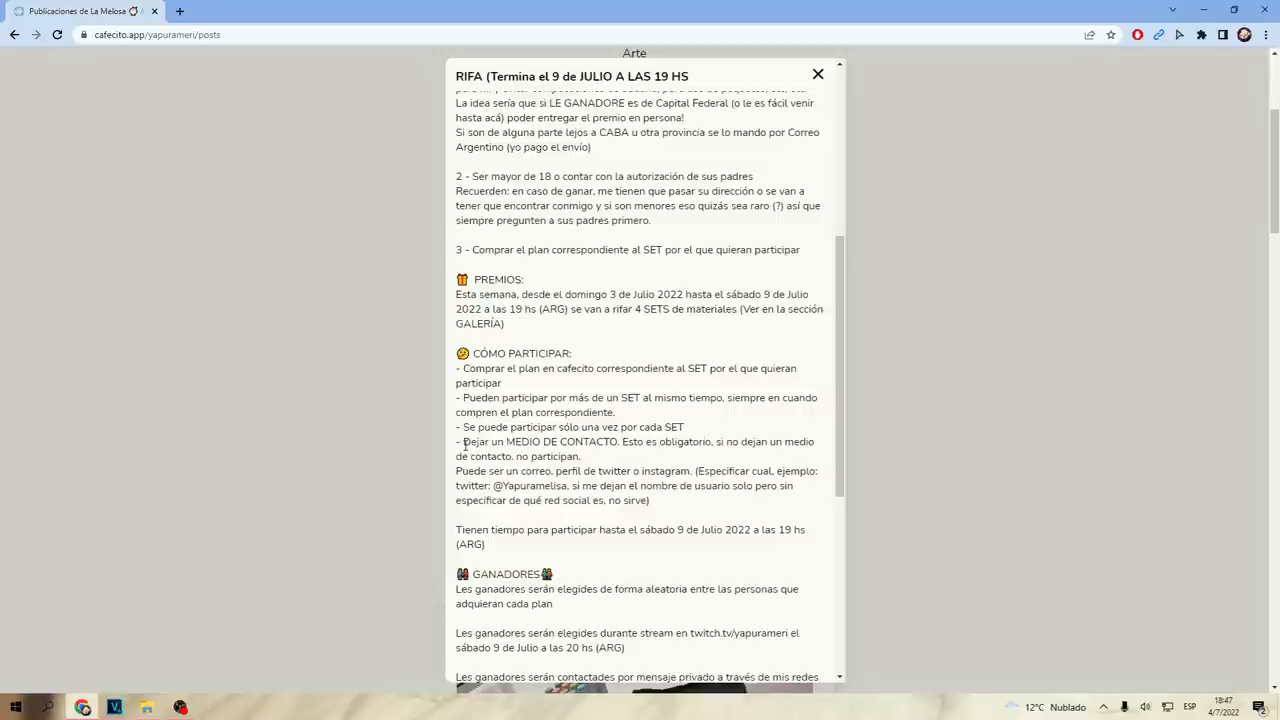 Publicaciones de La Melosa
cafecito.app/yapurameri/posts
Arte
RIFA (Termina el 9 de JULIO A LAS 19 HS
La idea sería que si LE GANADORE es de Capital Federal (o le es fácil venir
hasta acá) poder entregar el premio en persona!
Si son de alguna parte lejos a CABA u otra provincia se lo mando por Correo
Argentino (yo pago el envío)
2 - Ser mayor de 18 o contar con la autorización de sus padres
Recuerden: en caso de ganar, me tienen que pasar su dirección o se van a
tener que encontrar conmigo y si son menores eso quizás sea raro (?) así que
siempre pregunten a sus padres primero.
3 - Comprar el plan correspondiente al SET por el que quieran participar
PREMIOS:
Esta semana, desde el domingo 3 de Julio 2022 hasta el sábado 9 de Julio
2022 a las 19 hs (ARG) se van a rifar 4 SETS de materiales (Ver en la sección
GALERÍA)
CÓMO PARTICIPAR:
- Comprar el plan en cafecito correspondiente al SET por el que quieran
participar
- Pueden participar por más de un SET al mismo tiempo, siempre en cuando
compren el plan correspondiente.
- Se puede participar sólo una vez por cada SET
- Dejar un MEDIO DE CONTACTO. Esto es obligatorio, si no dejan un medio
de contacto. no participan.
Puede ser un correo, perfil de twitter o instagram. (Especificar cual, ejemplo:
twitter: @Yapuramelisa, si me dejan el nombre de usuario solo pero sin
especificar de qué red social es, no sirve)
Tienen tiempo para participar hasta el sábado 9 de Julio 2022 a las 19 hs
(ARG)
GANADORES
Les ganadores serán elegides de forma aleatoria entre las personas que
adquieran cada plan
Les ganadores serán elegides durante stream en twitch.tv/yapurameri el
sábado 9 de Julio a las 20 hs (ARG)
Les ganadores serán contactades por mensaje privado a través de mis redes
12°C Nublado
ESP
18:47
4/7/2022